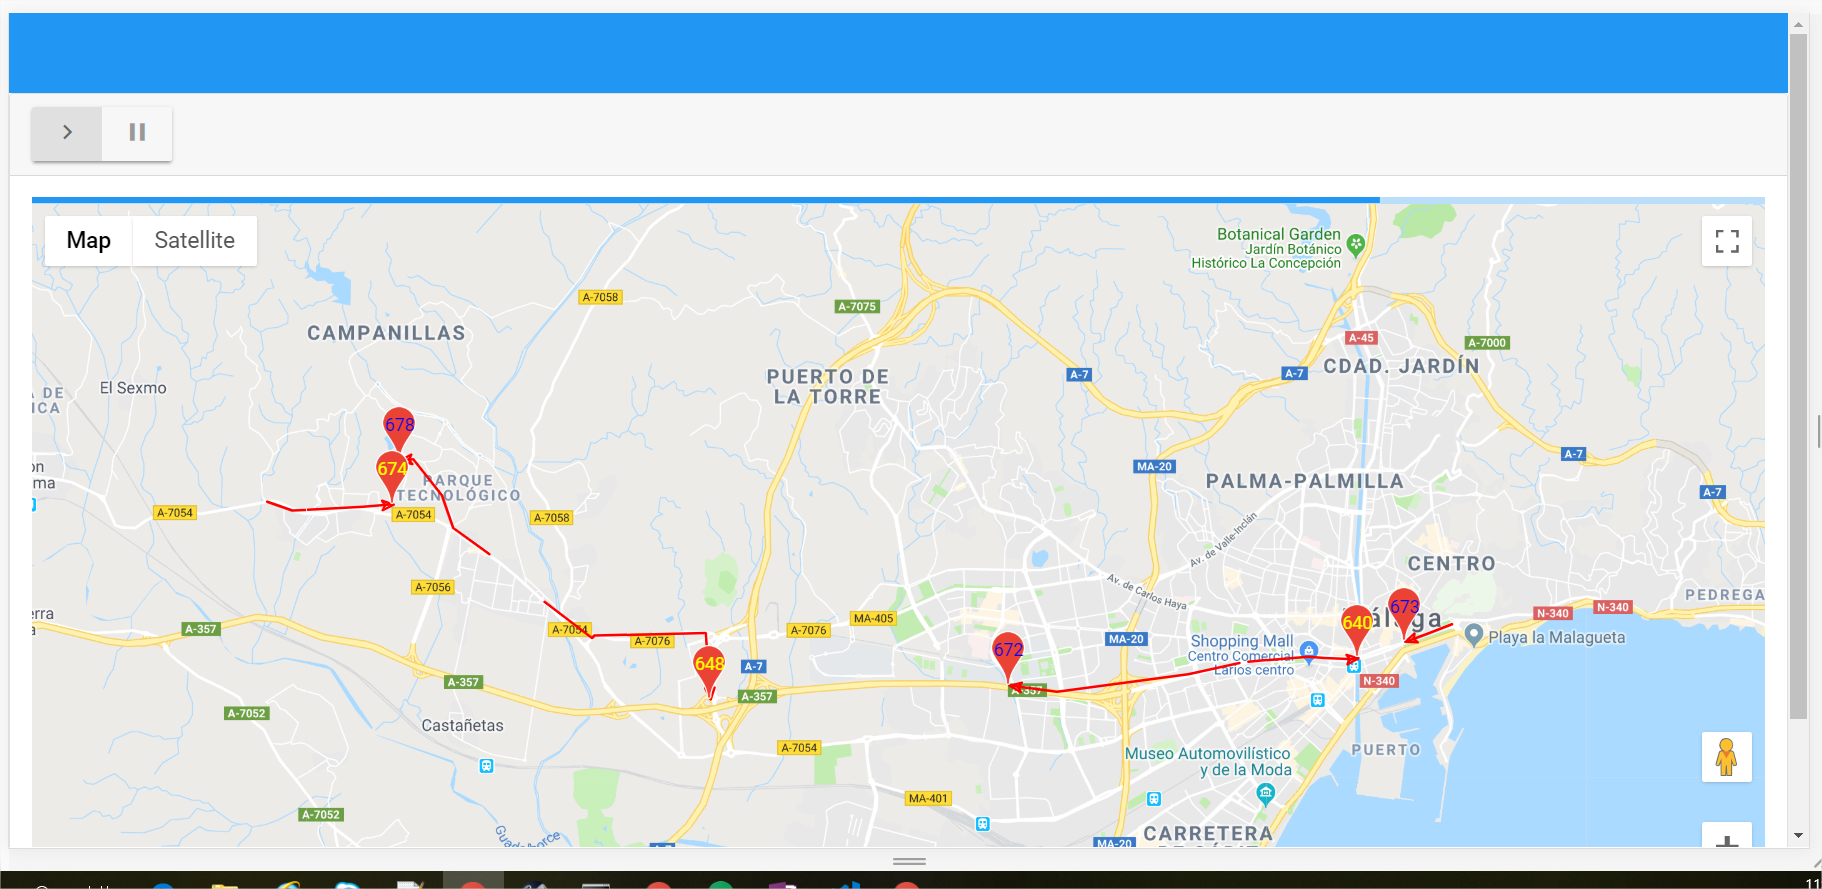 Map
Satellite
Botanical Garden
Jardín Botánico
Histórico La Concepción
A-7058
A-7075
CAMPANILLAS
A-45
A-7000
CDAD. JARDÍN
A-7
A-7
PUERTO DE
LA TORRE
El Sexmo
A DE
ICA
678
A-7
MA-20
674
PARQUE
TECNOLÓGICO
PALMA-PALMILLA
A-7
on
ma
A-7054
A-7054
A-7058
Av. de Valle-Inclán
CENTRO
Av. de Carlos Haya
A-7056
PEDREGA
673
N-340
N-340
640
álaga
erra
a
A-357
A-7054
A-7076
A-7076
MA-405
MA-20
Shopping Mall
Centro Comercial
Larios centro
Playa la Malagueta
672
648
A-7
A-357
A-357
A-357
N-340
A-7052
Castañetas
A-7054
PUERTO
Museo Automovilístico
y de la Moda
MA-401
A-7052
Guadalhorce
CARRETERA
MA-20
11